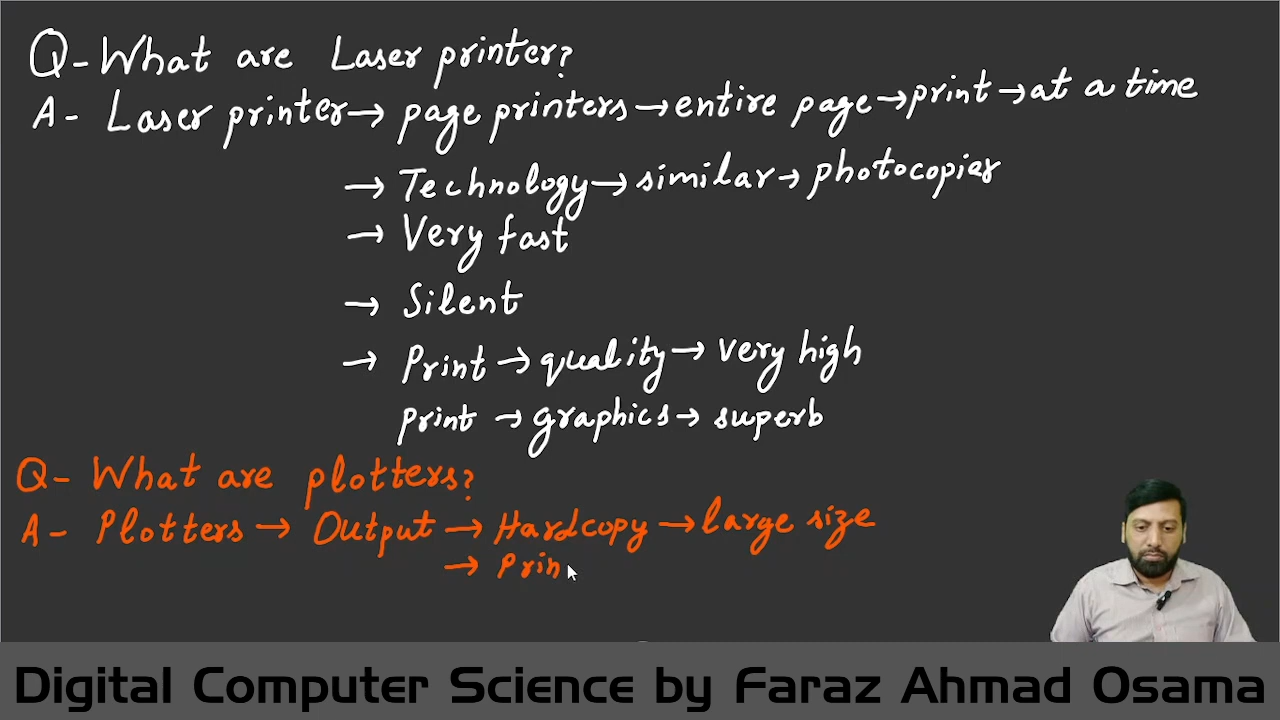 Q- What are Laser printer?
A- Laser printer → page printers → entire page → print → at a time
→ Technology → similar → photocopier
→ Very fast
→ Silent
→ Print → quality → very high
print → graphics → superb
Q- What are plotters?
A- Plotters → Output → Hardcopy → large size
→ Prin
Digital Computer Science by Faraz Ahmad Osama